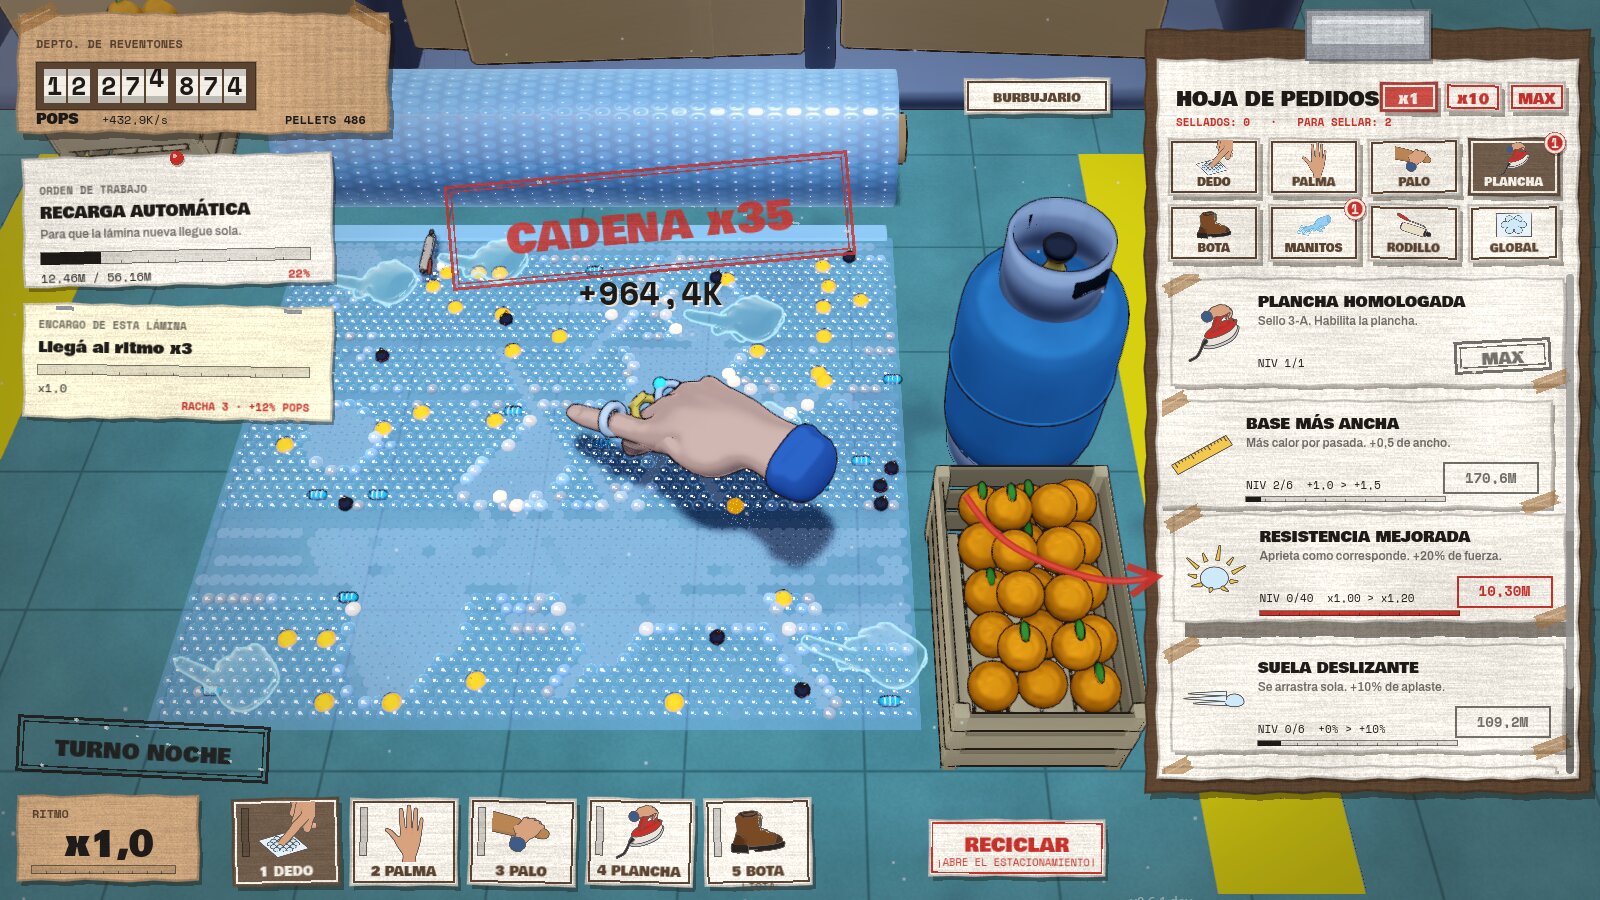 DEPTO. DE REVENTONES
12 274 874
POPS +432,9K/s PELLETS 486
ORDEN DE TRABAJO
RECARGA AUTOMÁTICA
Para que la lámina nueva llegue sola.
12,46M / 56,16M 22%
ENCARGO DE ESTA LÁMINA
Llegá al ritmo x3
x1,0
RACHA 3 · +12% POPS
CADENA x35
+964,4K
BURBUJARIO
HOJA DE PEDIDOS x1 x10 MAX
SELLADOS: 0 · PARA SELLAR: 2
DEDO PALMA PALO PLANCHA 1
BOTA MANITOS 1 RODILLO GLOBAL
PLANCHA HOMOLOGADA
Sello 3-A. Habilita la plancha.
NIV 1/1 MAX
BASE MÁS ANCHA
Más calor por pasada. +0,5 de ancho.
NIV 2/6 +1,0 > +1,5 170,6M
RESISTENCIA MEJORADA
Aprieta como corresponde. +20% de fuerza.
NIV 0/40 x1,00 > x1,20 10,30M
SUELA DESLIZANTE
Se arrastra sola. +10% de aplaste.
NIV 0/6 +0% > +10% 109,2M
TURNO NOCHE
RITMO
x1,0
1 DEDO 2 PALMA 3 PALO 4 PLANCHA 5 BOTA
RECICLAR
¡ABRE EL ESTACIONAMIENTO!